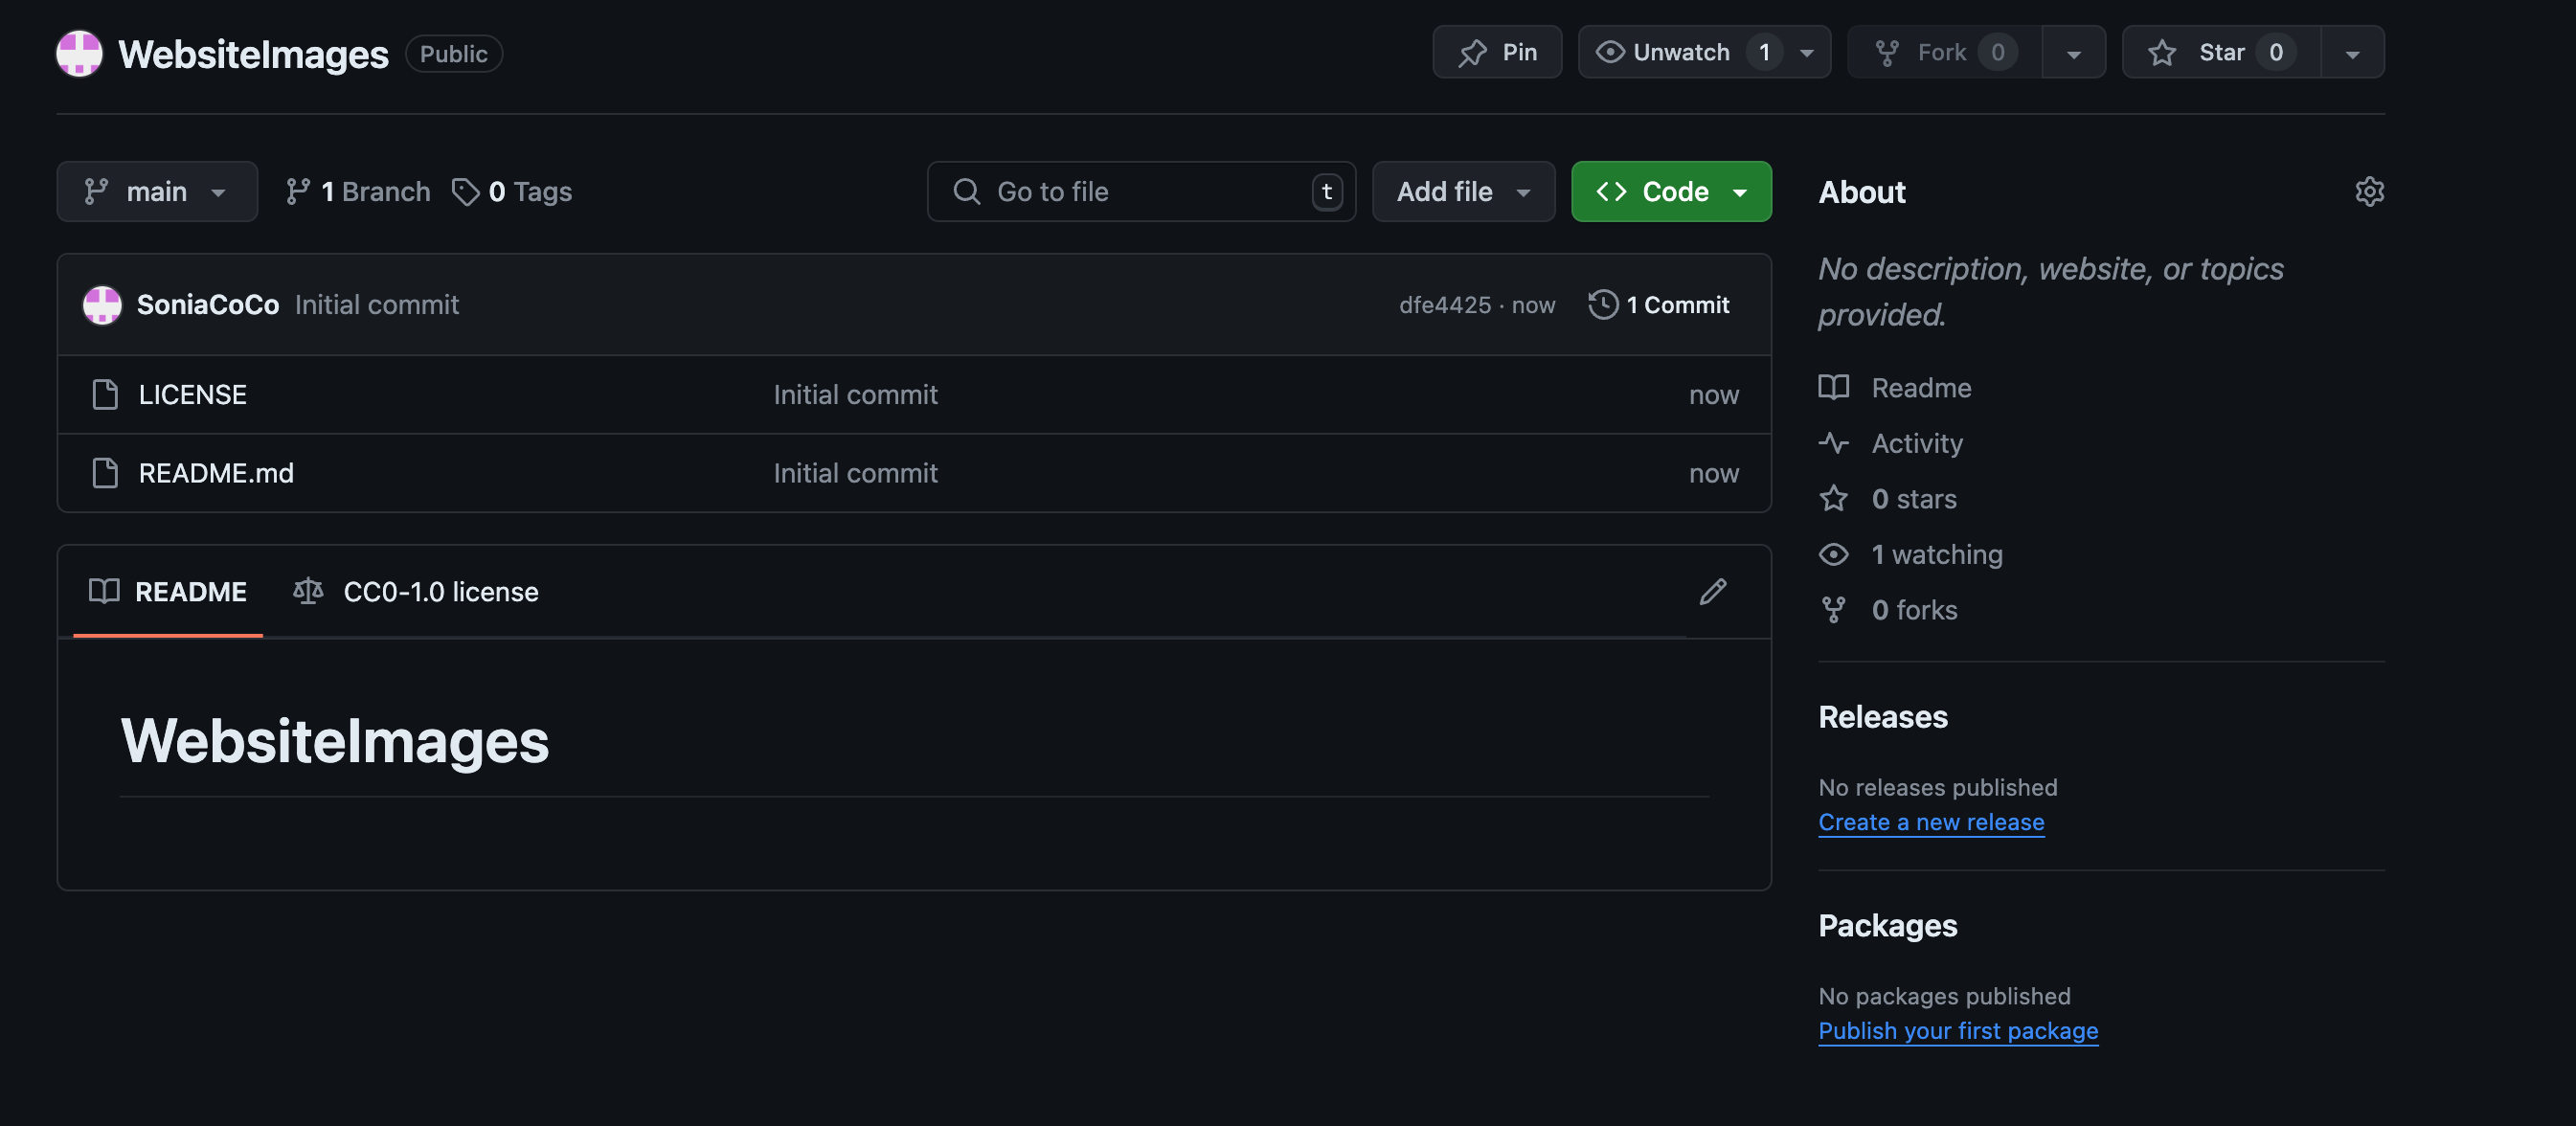 WebsiteImages Public Pin Unwatch 1 Fork 0 Star 0
main 1 Branch 0 Tags Go to file t Add file Code
SoniaCoCo Initial commit dfe4425 · now 1 Commit
LICENSE Initial commit now
README.md Initial commit now
README CC0-1.0 license
WebsiteImages
About
No description, website, or topics
provided.
Readme
Activity
0 stars
1 watching
0 forks
Releases
No releases published
Create a new release
Packages
No packages published
Publish your first package